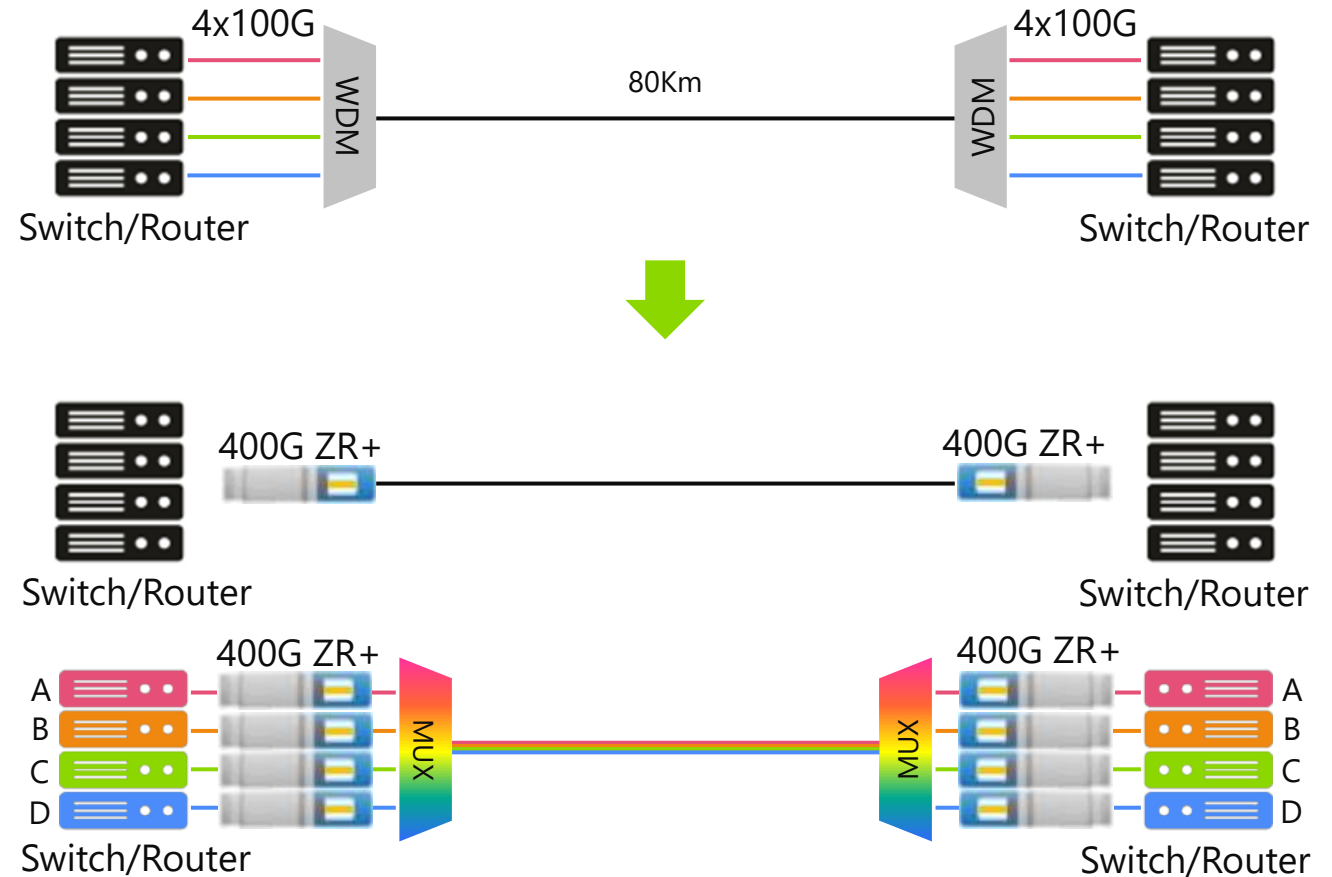 4x100G
4x100G
WDM
80Km
WDM
Switch/Router
Switch/Router
400G ZR+
400G ZR+
Switch/Router
Switch/Router
400G ZR+
400G ZR+
A
A
B
B
MUX
MUX
C
C
D
D
Switch/Router
Switch/Router